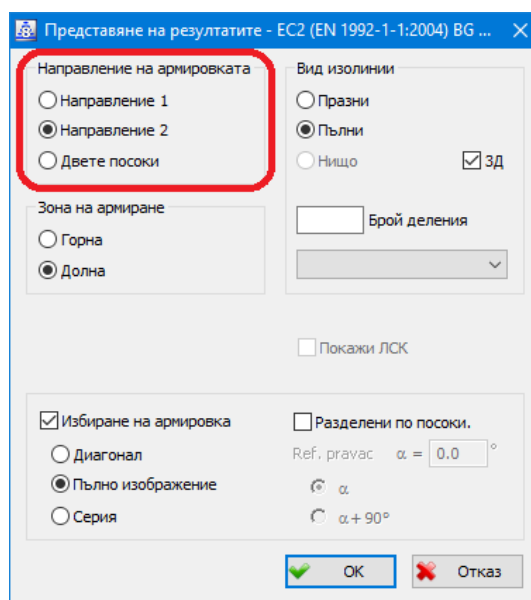 Представяне на резултатите - EC2 (EN 1992-1-1:2004) BG ...
Направление на армировката
Направление 1
Направление 2
Двете посоки
Вид изолинии
Празни
Пълни
Нищо
3Д
Зона на армиране
Горна
Долна
Брой деления
Покажи ЛСК
Избиране на армировка
Диагонал
Пълно изображение
Серия
Разделени по посоки.
Ref. pravac α = 0.0 °
α
α + 90°
OK
Отказ